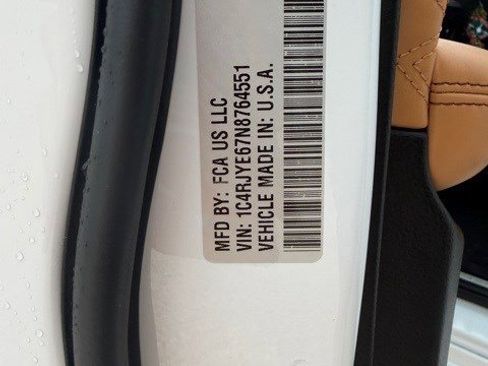 MFD BY: FCA US LLC
VIN: 1C4RJYE67N8764551
VEHICLE MADE IN: U.S.A.